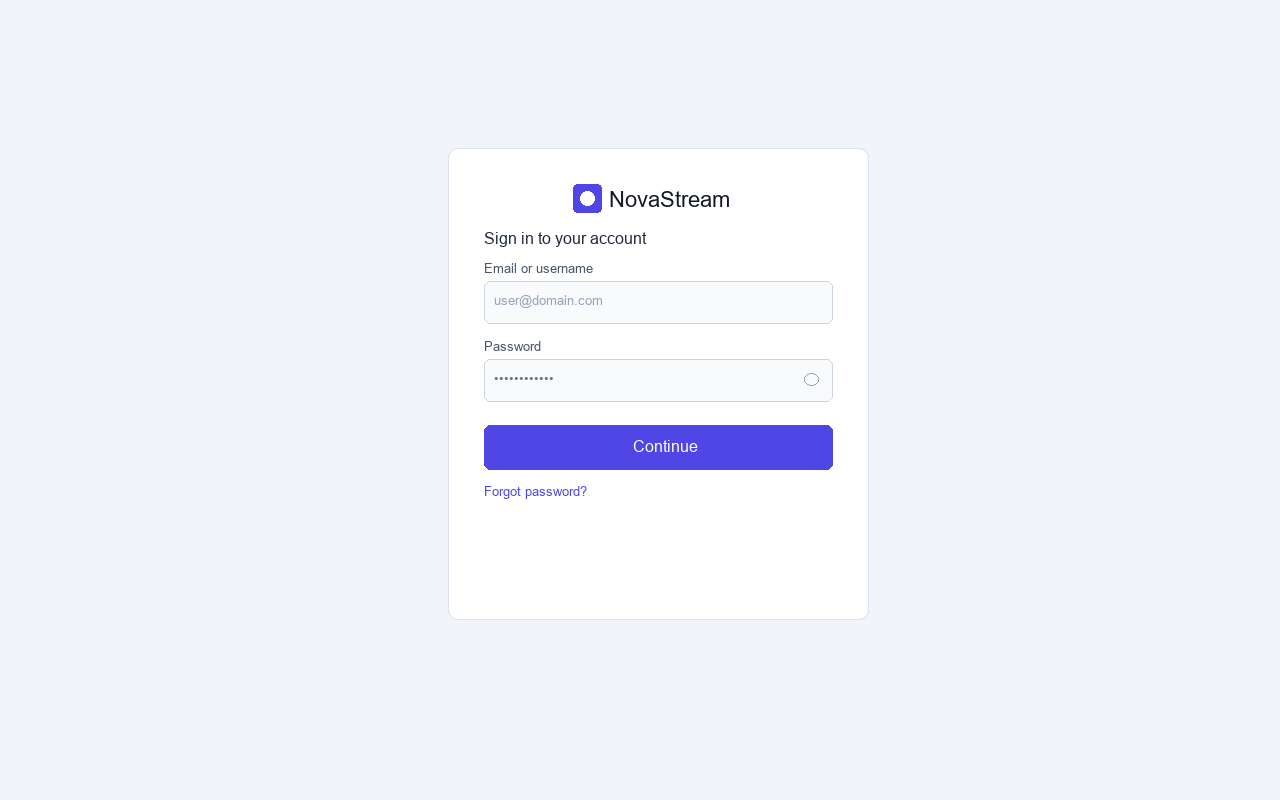 NovaStream
Sign in to your account
Email or username
user@domain.com
Password
••••••••••••
Continue
Forgot password?